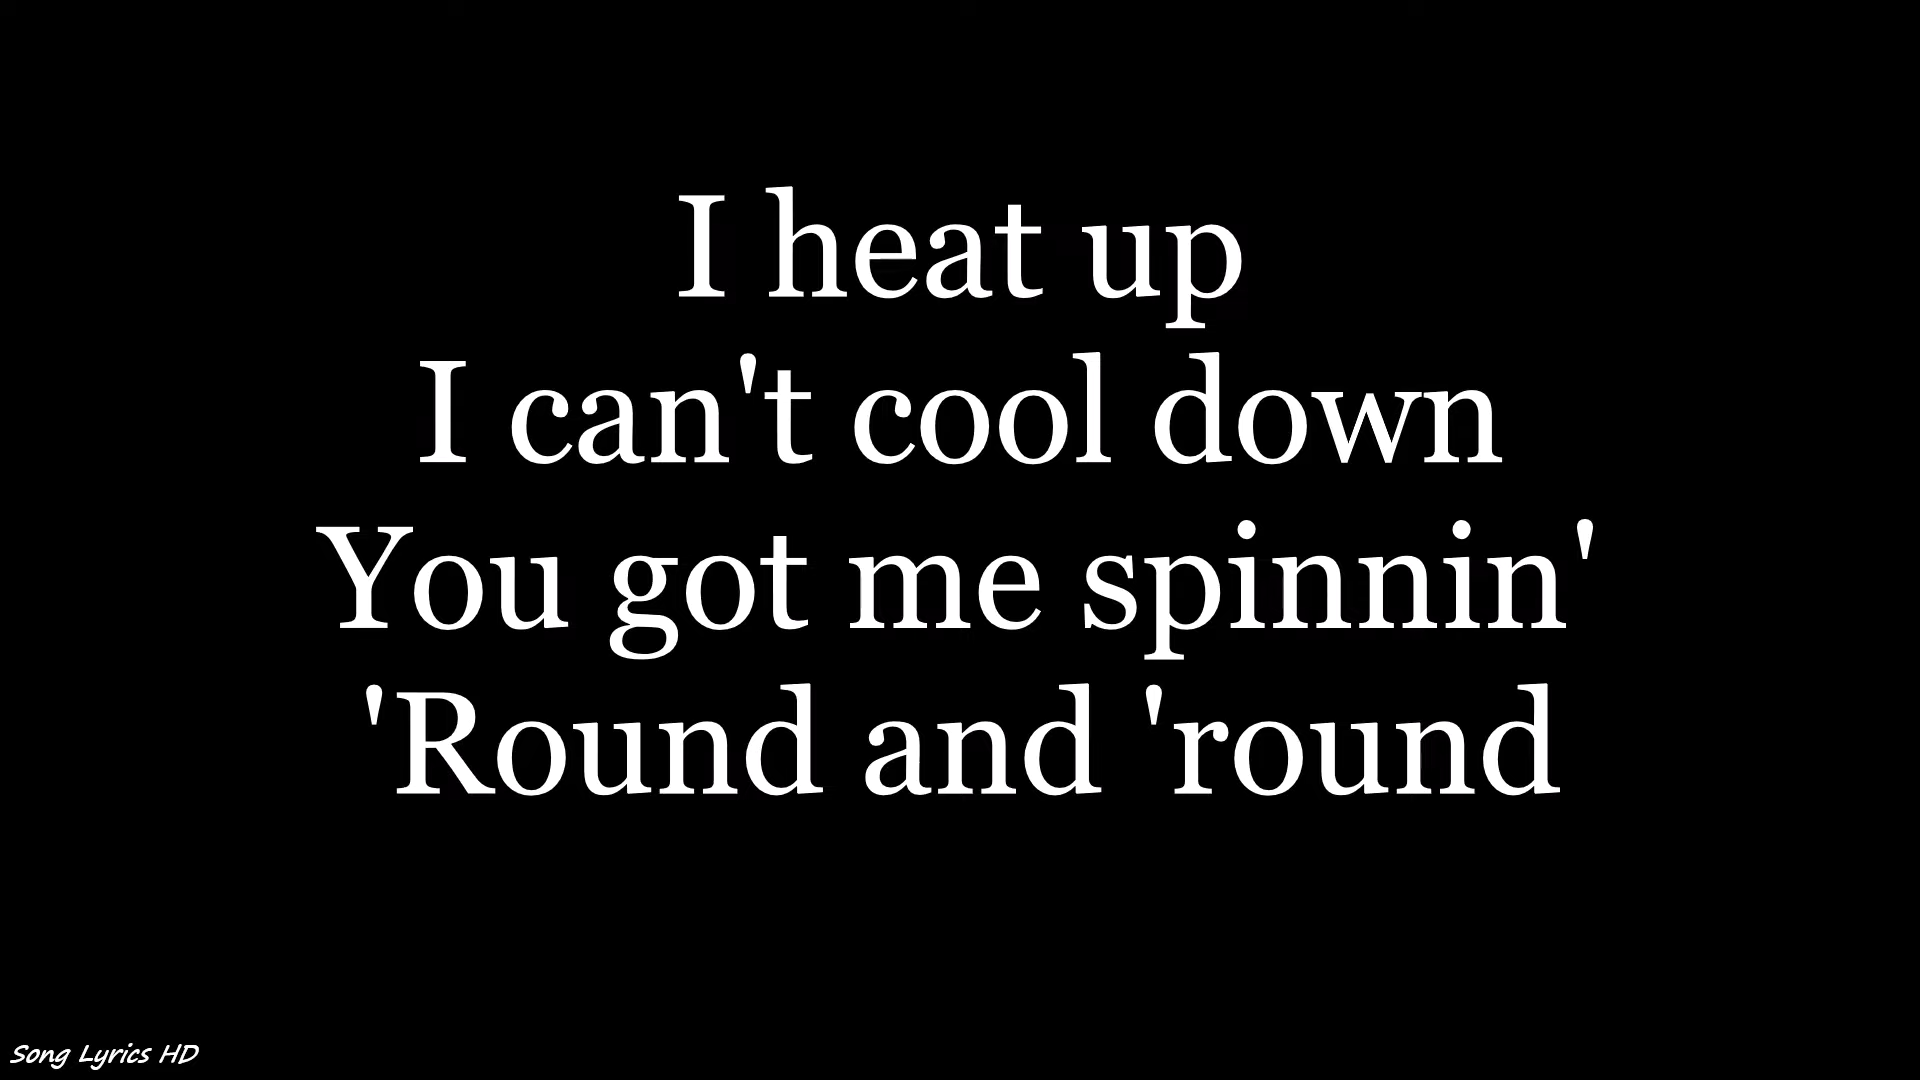 I heat up
I can't cool down
You got me spinnin'
'Round and 'round
Song Lyrics HD